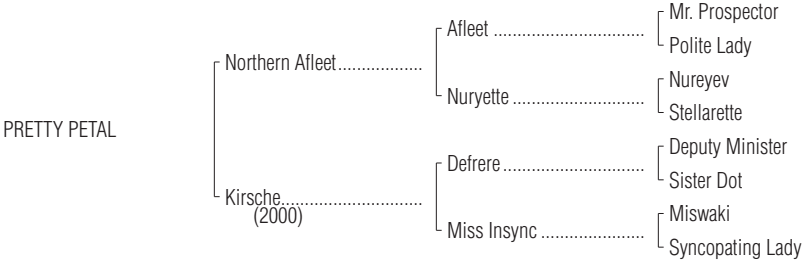 Mr. Prospector
Afleet ..................................
Polite Lady
Northern Afleet...................
Nureyev
Nuryette .............................
Stellarette
PRETTY PETAL
Deputy Minister
Defrere ................................
Sister Dot
Kirsche................................
(2000)
Miswaki
Miss Insync .......................
Syncopating Lady